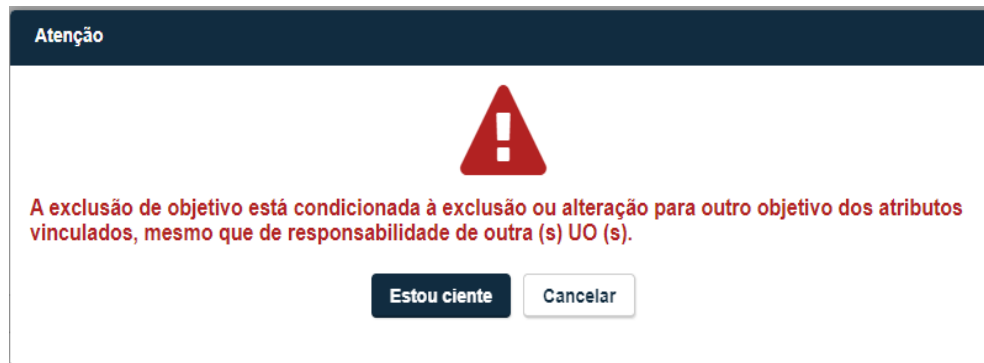 Atenção
A exclusão de objetivo está condicionada à exclusão ou alteração para outro objetivo dos atributos
vinculados, mesmo que de responsabilidade de outra (s) UO (s).
Estou ciente Cancelar